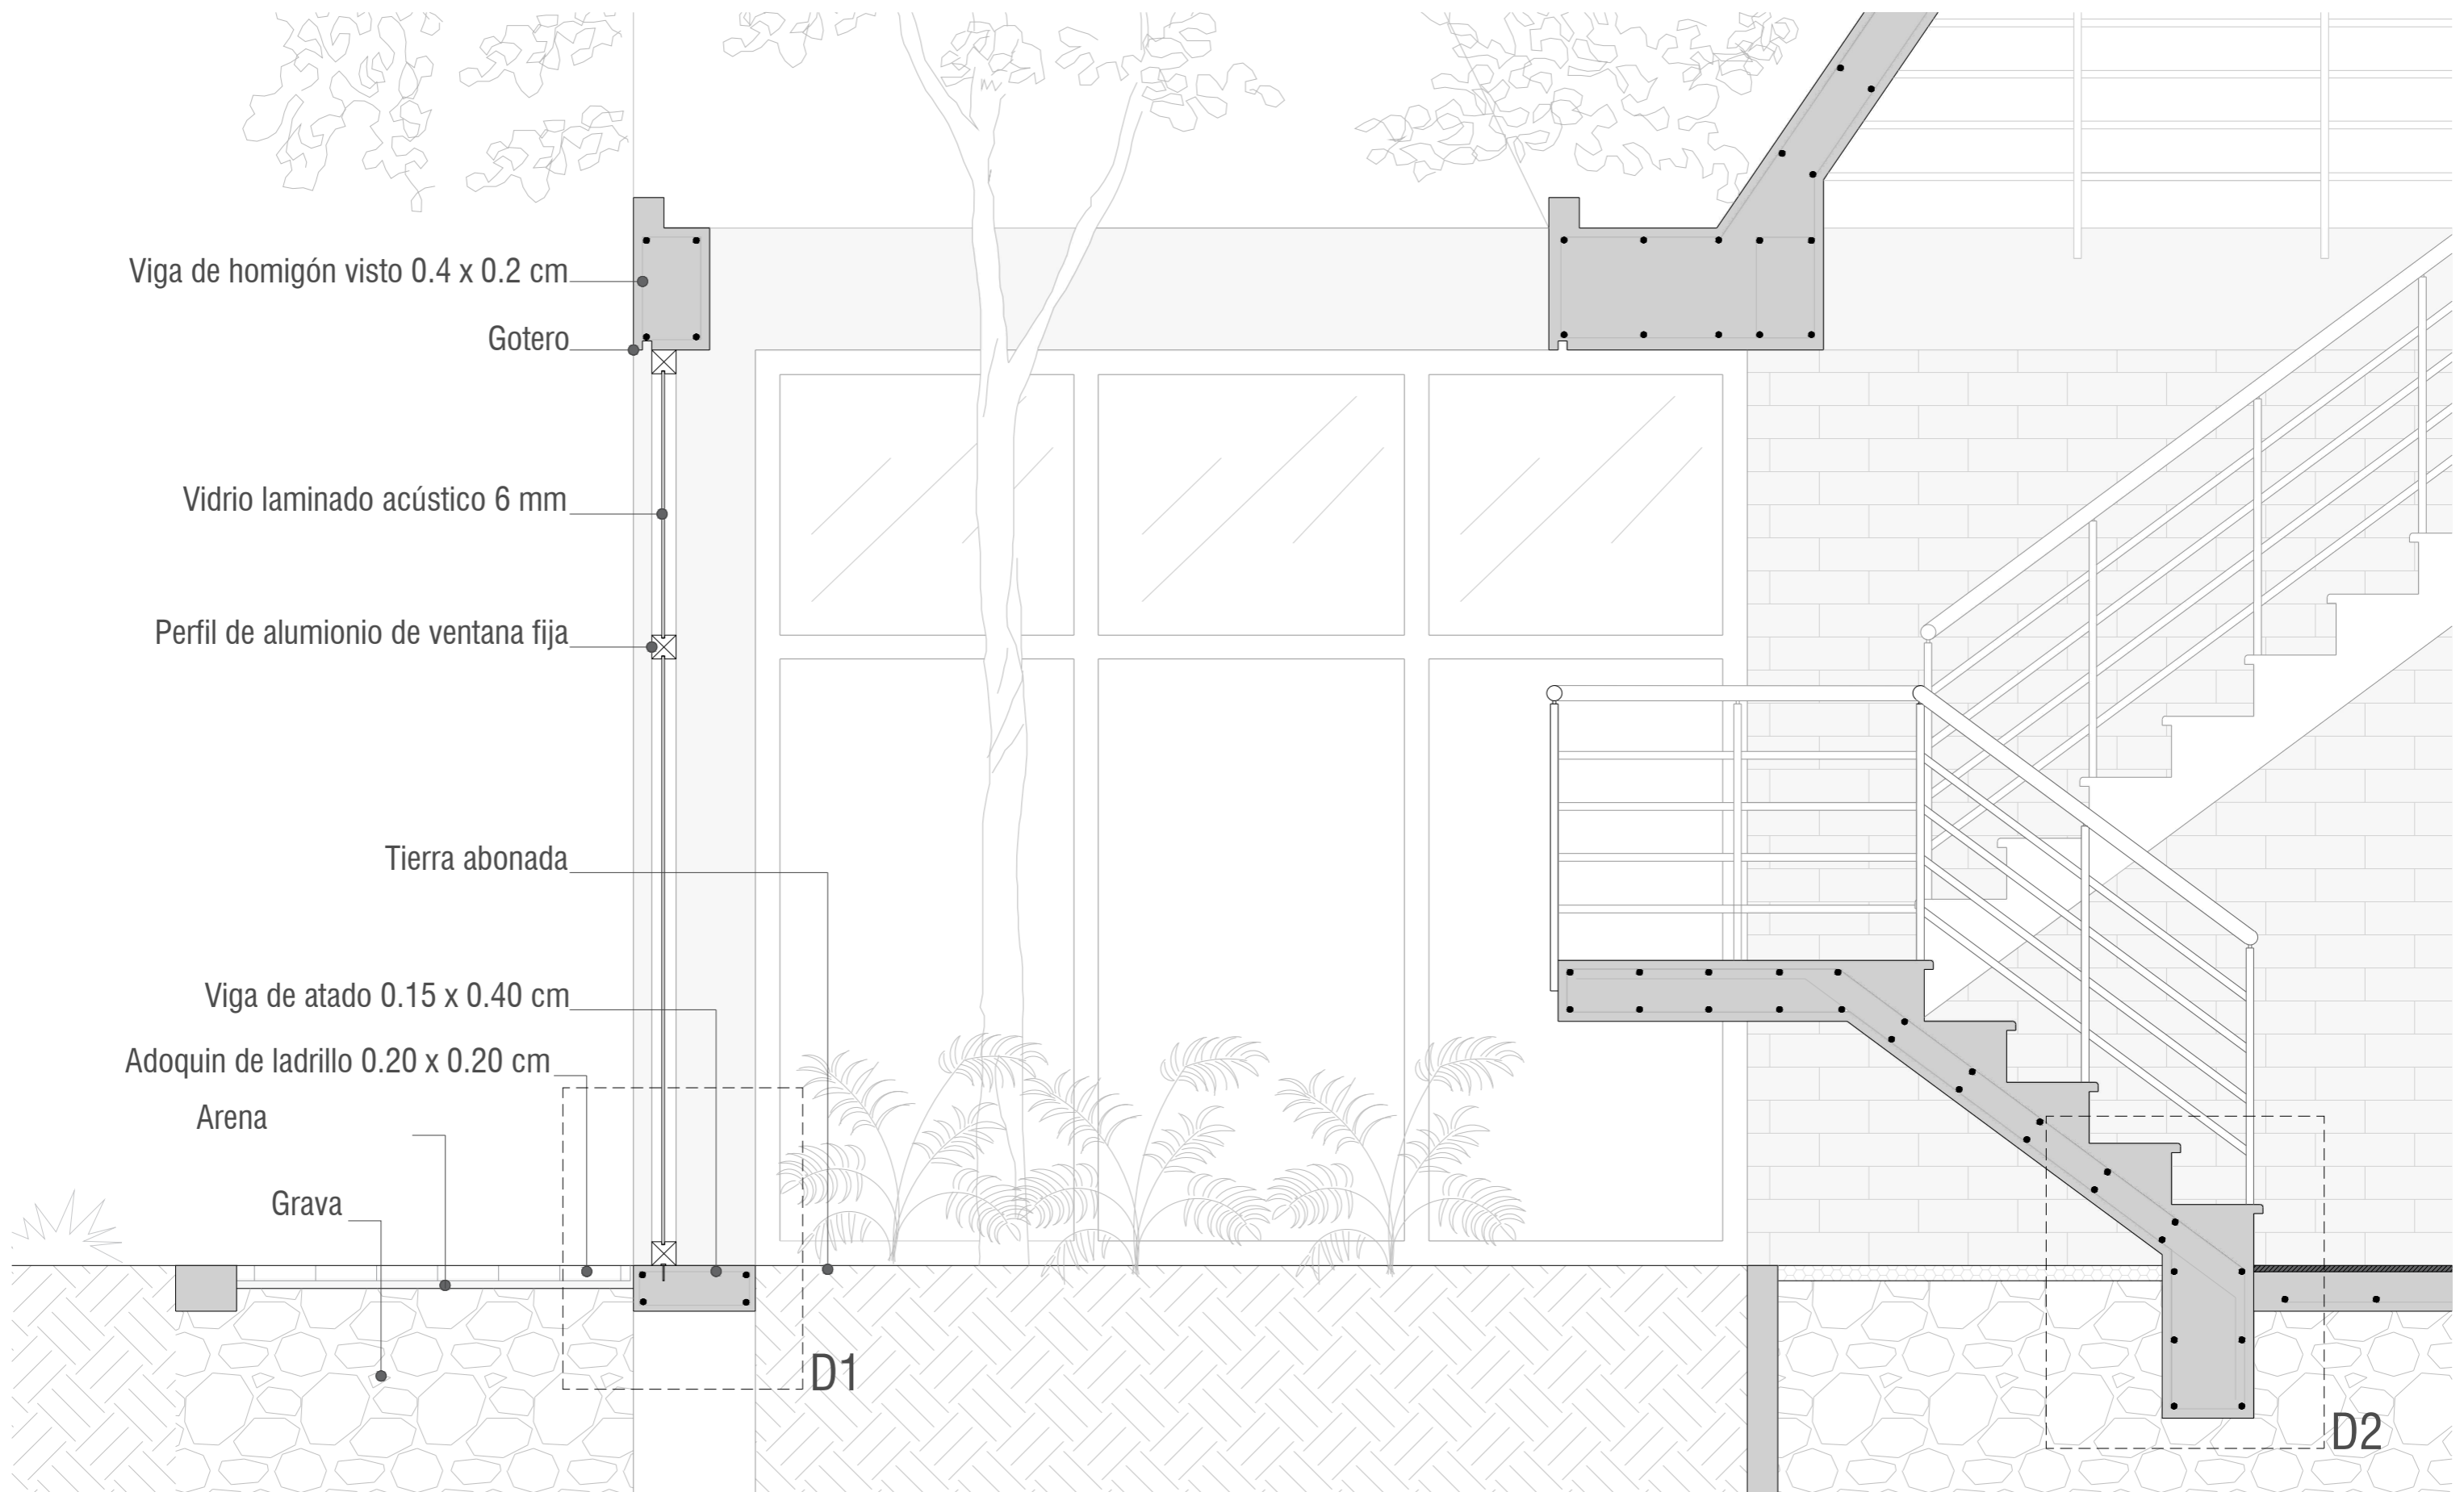 Viga de homigón visto 0.4 x 0.2 cm
Gotero
Vidrio laminado acústico 6 mm
Perfil de alumionio de ventana fija
Tierra abonada
Viga de atado 0.15 x 0.40 cm
Adoquin de ladrillo 0.20 x 0.20 cm
Arena
Grava
D1
D2